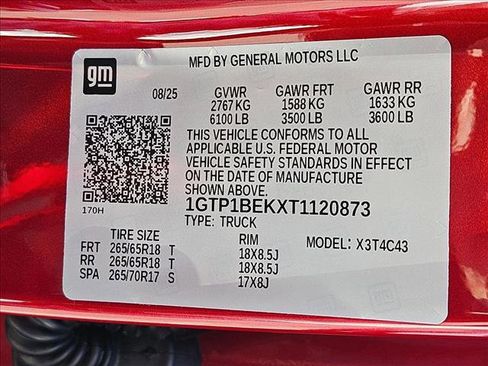 gm
MFD BY GENERAL MOTORS LLC
08/25 GVWR GAWR FRT GAWR RR
2767 KG 1588 KG 1633 KG
6100 LB 3500 LB 3600 LB
THIS VEHICLE CONFORMS TO ALL
APPLICABLE U.S. FEDERAL MOTOR
VEHICLE SAFETY STANDARDS IN EFFECT
ON THE DATE OF MANUFACTURE
SHOWN ABOVE.
170H
1GTP1BEKXT1120873
TYPE: TRUCK
TIRE SIZE RIM MODEL: X3T4C43
FRT 265/65R18 T 18X8.5J
RR 265/65R18 T 18X8.5J
SPA 265/70R17 S 17X8J